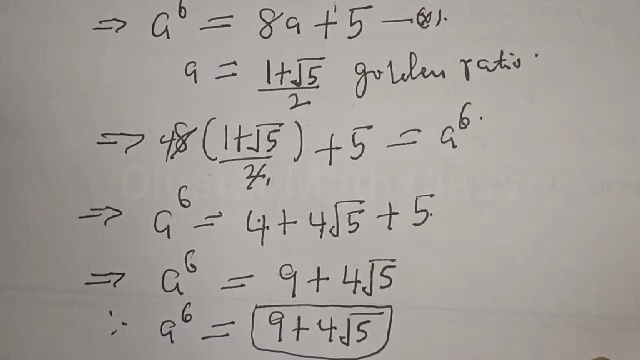 ⇒ a⁶ = 8a + 5 —
a = (1+√5)/2 golden ratio.
⇒ 48((1+√5)/2) + 5 = a⁶.
⇒ a⁶ = 4 + 4√5 + 5.
⇒ a⁶ = 9 + 4√5
∴ a⁶ = 9 + 4√5